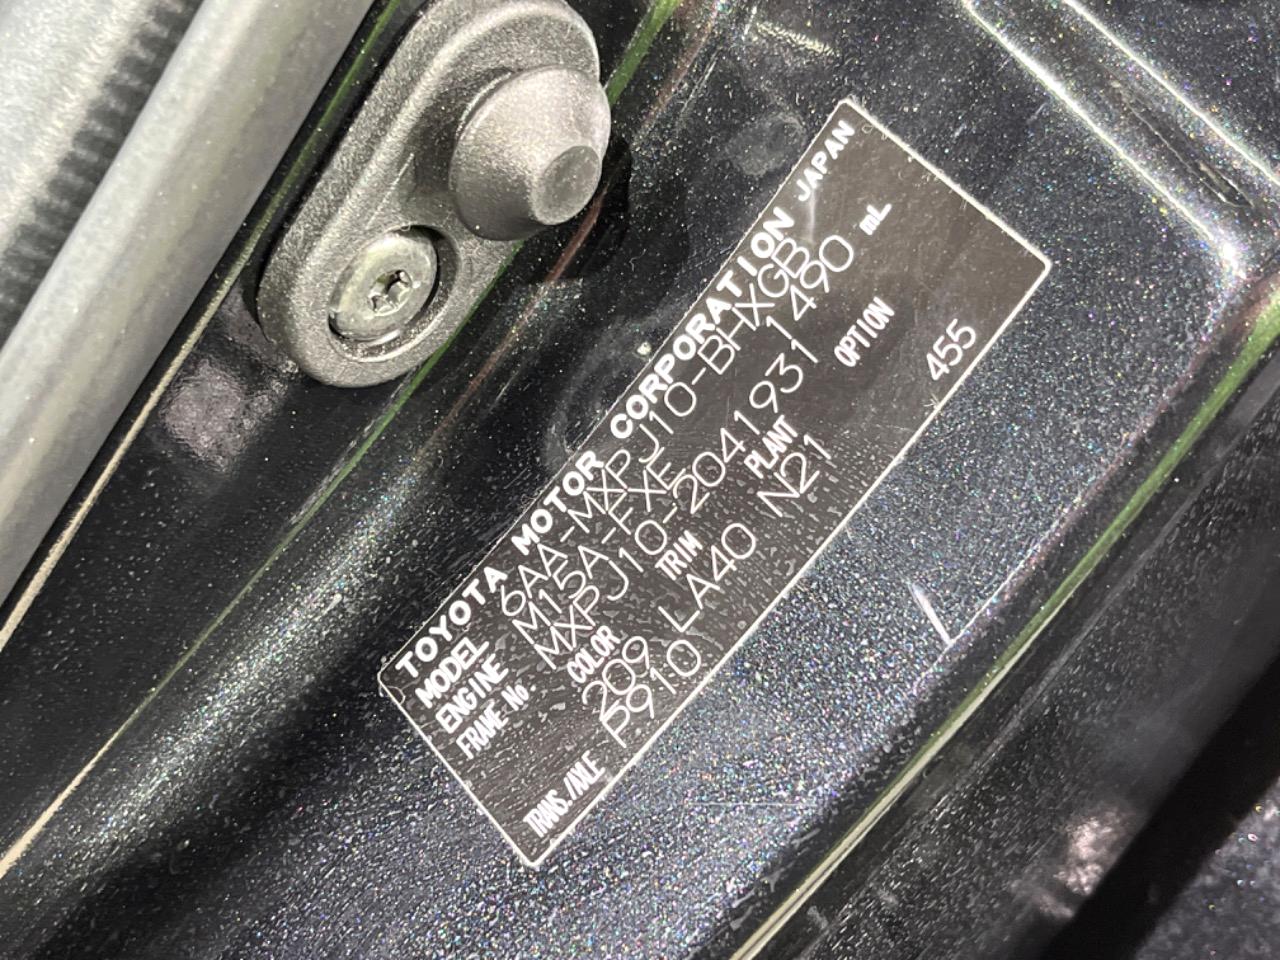 TOYOTA MOTOR CORPORATION JAPAN
MODEL 6AA-MXPJ10-BHXGB
ENGINE M15A-FXE 1490 mL
FRAME No. MXPJ10-2041931
COLOR TRIM PLANT OPTION
209 LA40 N21
TRANS./AXLE P910 455